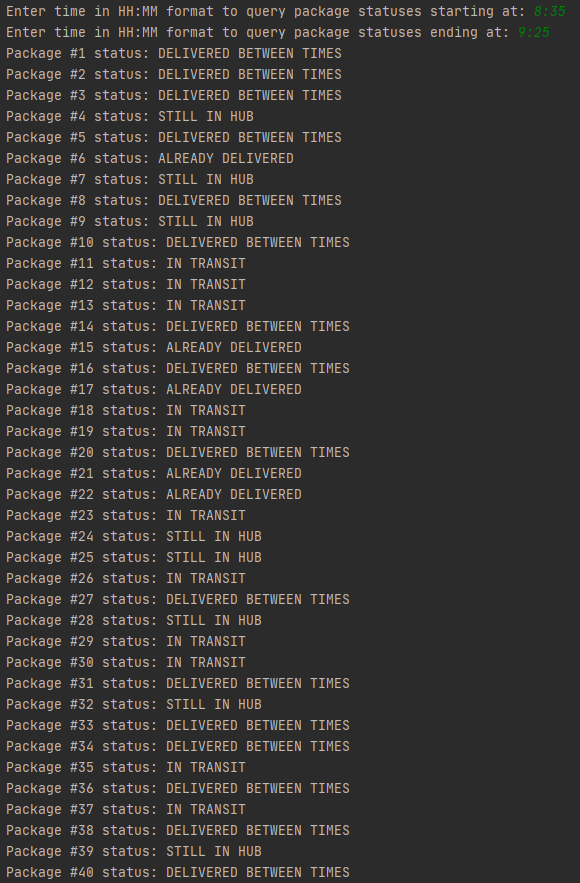 Enter time in HH:MM format to query package statuses starting at: 8:35
Enter time in HH:MM format to query package statuses ending at: 9:25
Package #1 status: DELIVERED BETWEEN TIMES
Package #2 status: DELIVERED BETWEEN TIMES
Package #3 status: DELIVERED BETWEEN TIMES
Package #4 status: STILL IN HUB
Package #5 status: DELIVERED BETWEEN TIMES
Package #6 status: ALREADY DELIVERED
Package #7 status: STILL IN HUB
Package #8 status: DELIVERED BETWEEN TIMES
Package #9 status: STILL IN HUB
Package #10 status: DELIVERED BETWEEN TIMES
Package #11 status: IN TRANSIT
Package #12 status: IN TRANSIT
Package #13 status: IN TRANSIT
Package #14 status: DELIVERED BETWEEN TIMES
Package #15 status: ALREADY DELIVERED
Package #16 status: DELIVERED BETWEEN TIMES
Package #17 status: ALREADY DELIVERED
Package #18 status: IN TRANSIT
Package #19 status: IN TRANSIT
Package #20 status: DELIVERED BETWEEN TIMES
Package #21 status: ALREADY DELIVERED
Package #22 status: ALREADY DELIVERED
Package #23 status: IN TRANSIT
Package #24 status: STILL IN HUB
Package #25 status: STILL IN HUB
Package #26 status: IN TRANSIT
Package #27 status: DELIVERED BETWEEN TIMES
Package #28 status: STILL IN HUB
Package #29 status: IN TRANSIT
Package #30 status: IN TRANSIT
Package #31 status: DELIVERED BETWEEN TIMES
Package #32 status: STILL IN HUB
Package #33 status: DELIVERED BETWEEN TIMES
Package #34 status: DELIVERED BETWEEN TIMES
Package #35 status: IN TRANSIT
Package #36 status: DELIVERED BETWEEN TIMES
Package #37 status: IN TRANSIT
Package #38 status: DELIVERED BETWEEN TIMES
Package #39 status: STILL IN HUB
Package #40 status: DELIVERED BETWEEN TIMES